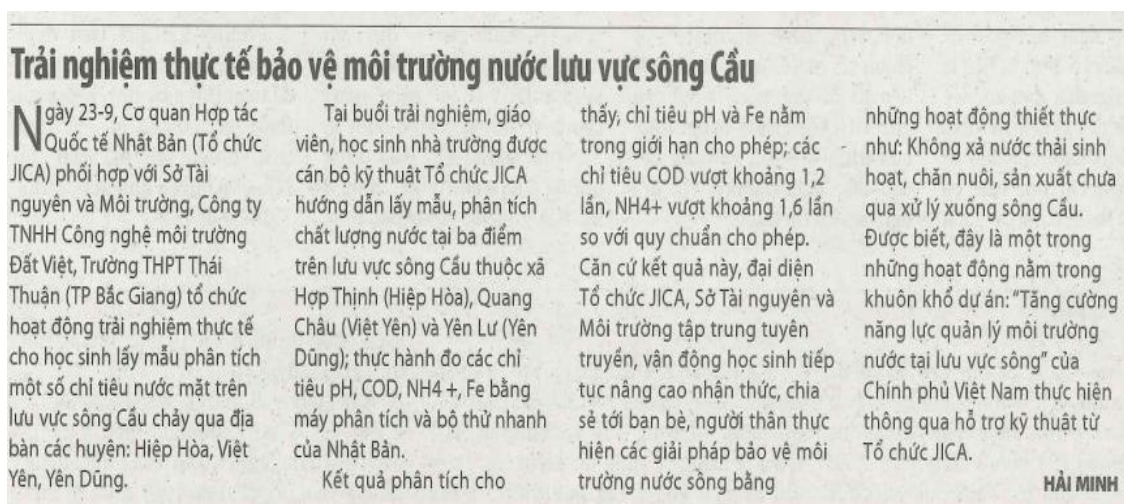 Trải nghiệm thực tế bảo vệ môi trường nước lưu vực sông Cầu
Ngày 23-9, Cơ quan Hợp tác
Quốc tế Nhật Bản (Tổ chức
JICA) phối hợp với Sở Tài
nguyên và Môi trường, Công ty
TNHH Công nghệ môi trường
Đất Việt, Trường THPT Thái
Thuận (TP Bắc Giang) tổ chức
hoạt động trải nghiệm thực tế
cho học sinh lấy mẫu phân tích
một số chỉ tiêu nước mặt trên
lưu vực sông Cầu chảy qua địa
bàn các huyện: Hiệp Hòa, Việt
Yên, Yên Dũng.
Tại buổi trải nghiệm, giáo
viên, học sinh nhà trường được
cán bộ kỹ thuật Tổ chức JICA
hướng dẫn lấy mẫu, phân tích
chất lượng nước tại ba điểm
trên lưu vực sông Cầu thuộc xã
Hợp Thịnh (Hiệp Hòa), Quang
Châu (Việt Yên) và Yên Lư (Yên
Dũng); thực hành đo các chỉ
tiêu pH, COD, NH4 +, Fe bằng
máy phân tích và bộ thử nhanh
của Nhật Bản.
Kết quả phân tích cho
thấy, chỉ tiêu pH và Fe nằm
trong giới hạn cho phép; các
chỉ tiêu COD vượt khoảng 1,2
lần, NH4+ vượt khoảng 1,6 lần
so với quy chuẩn cho phép.
Căn cứ kết quả này, đại diện
Tổ chức JICA, Sở Tài nguyên và
Môi trường tập trung tuyên
truyền, vận động học sinh tiếp
tục nâng cao nhận thức, chia
sẻ tới bạn bè, người thân thực
hiện các giải pháp bảo vệ môi
trường nước sồng bằng
những hoạt động thiết thực
như: Không xả nước thải sinh
hoạt, chăn nuôi, sản xuất chưa
qua xử lý xuống sông Cầu.
Được biết, đây là một trong
những hoạt động nằm trong
khuôn khổ dự án: "Tăng cường
năng lực quản lý môi trường
nước tại lưu vực sông" của
Chính phủ Việt Nam thực hiện
thông qua hỗ trợ kỹ thuật từ
Tổ chức JICA.
HẢI MINH